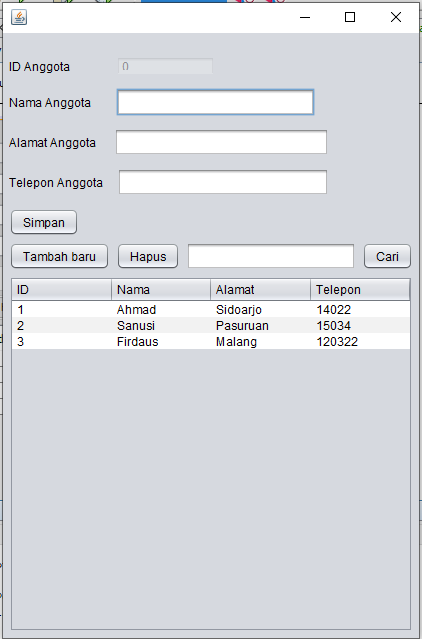 ID Anggota 0
Nama Anggota
Alamat Anggota
Telepon Anggota
Simpan
Tambah baru Hapus Cari
ID Nama Alamat Telepon
1 Ahmad Sidoarjo 14022
2 Sanusi Pasuruan 15034
3 Firdaus Malang 120322